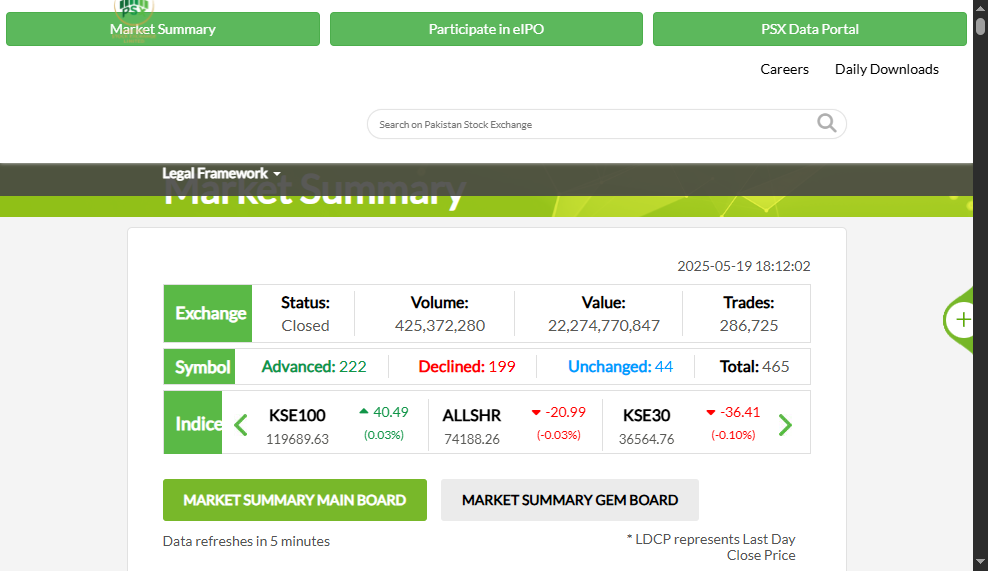 PSX
Market Summary
Participate in eIPO
PSX Data Portal
Careers
Daily Downloads
Search on Pakistan Stock Exchange
Legal Framework
Market Summary
2025-05-19 18:12:02
Exchange
Status:
Closed
Volume:
425,372,280
Value:
22,274,770,847
Trades:
286,725
Symbol
Advanced: 222
Declined: 199
Unchanged: 44
Total: 465
Indice
KSE100
119689.63
40.49
(0.03%)
ALLSHR
74188.26
-20.99
(-0.03%)
KSE30
36564.76
-36.41
(-0.10%)
MARKET SUMMARY MAIN BOARD
MARKET SUMMARY GEM BOARD
Data refreshes in 5 minutes
* LDCP represents Last Day
Close Price